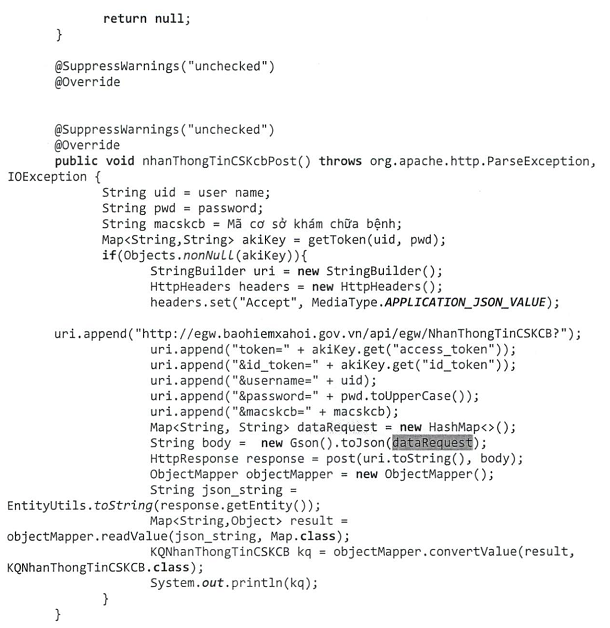 return null;
}
@SuppressWarnings("unchecked")
@Override
@SuppressWarnings("unchecked")
@Override
public void nhanThongTinCSKcbPost() throws org.apache.http.ParseException,
IOException {
String uid = user name;
String pwd = password;
String macskcb = Mã cơ sở khám chữa bệnh;
Map<String,String> akiKey = getToken(uid, pwd);
if(Objects.nonNull(akiKey)){
StringBuilder uri = new StringBuilder();
HttpHeaders headers = new HttpHeaders();
headers.set("Accept", MediaType.APPLICATION_JSON_VALUE);
uri.append("http://egw.baohiemxahoi.gov.vn/api/egw/NhanThongTinCSKCB?");
uri.append("token=" + akiKey.get("access_token"));
uri.append("&id_token=" + akiKey.get("id_token"));
uri.append("&username=" + uid);
uri.append("&password=" + pwd.toUpperCase());
uri.append("&macskcb=" + macskcb);
Map<String, String> dataRequest = new HashMap<>();
String body =  new Gson().toJson(dataRequest);
HttpResponse response = post(uri.toString(), body);
ObjectMapper objectMapper = new ObjectMapper();
String json_string =
EntityUtils.toString(response.getEntity());
Map<String,Object> result =
objectMapper.readValue(json_string, Map.class);
KQNhanThongTinCSKCB kq = objectMapper.convertValue(result,
KQNhanThongTinCSKCB.class);
System.out.println(kq);
}
}